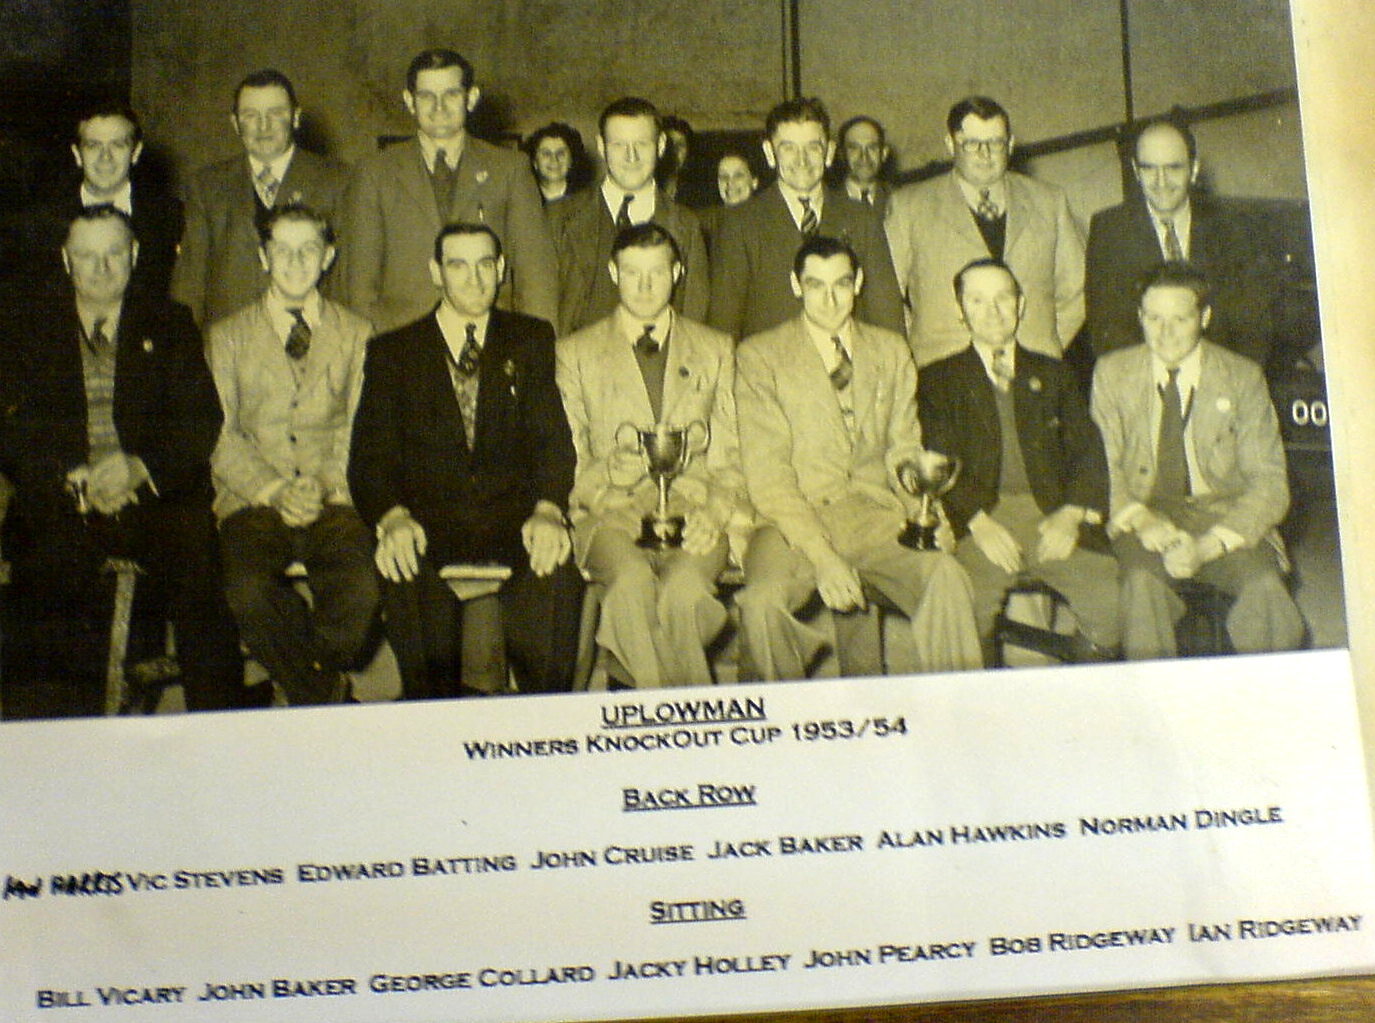 00
UPLOWMAN
WINNERS KNOCKOUT CUP 1953/54
BACK ROW
VIC STEVENS EDWARD BATTING JOHN CRUISE JACK BAKER ALAN HAWKINS NORMAN DINGLE
SITTING
BILL VICARY JOHN BAKER GEORGE COLLARD JACKY HOLLEY JOHN PEARCY BOB RIDGEWAY IAN RIDGEWAY